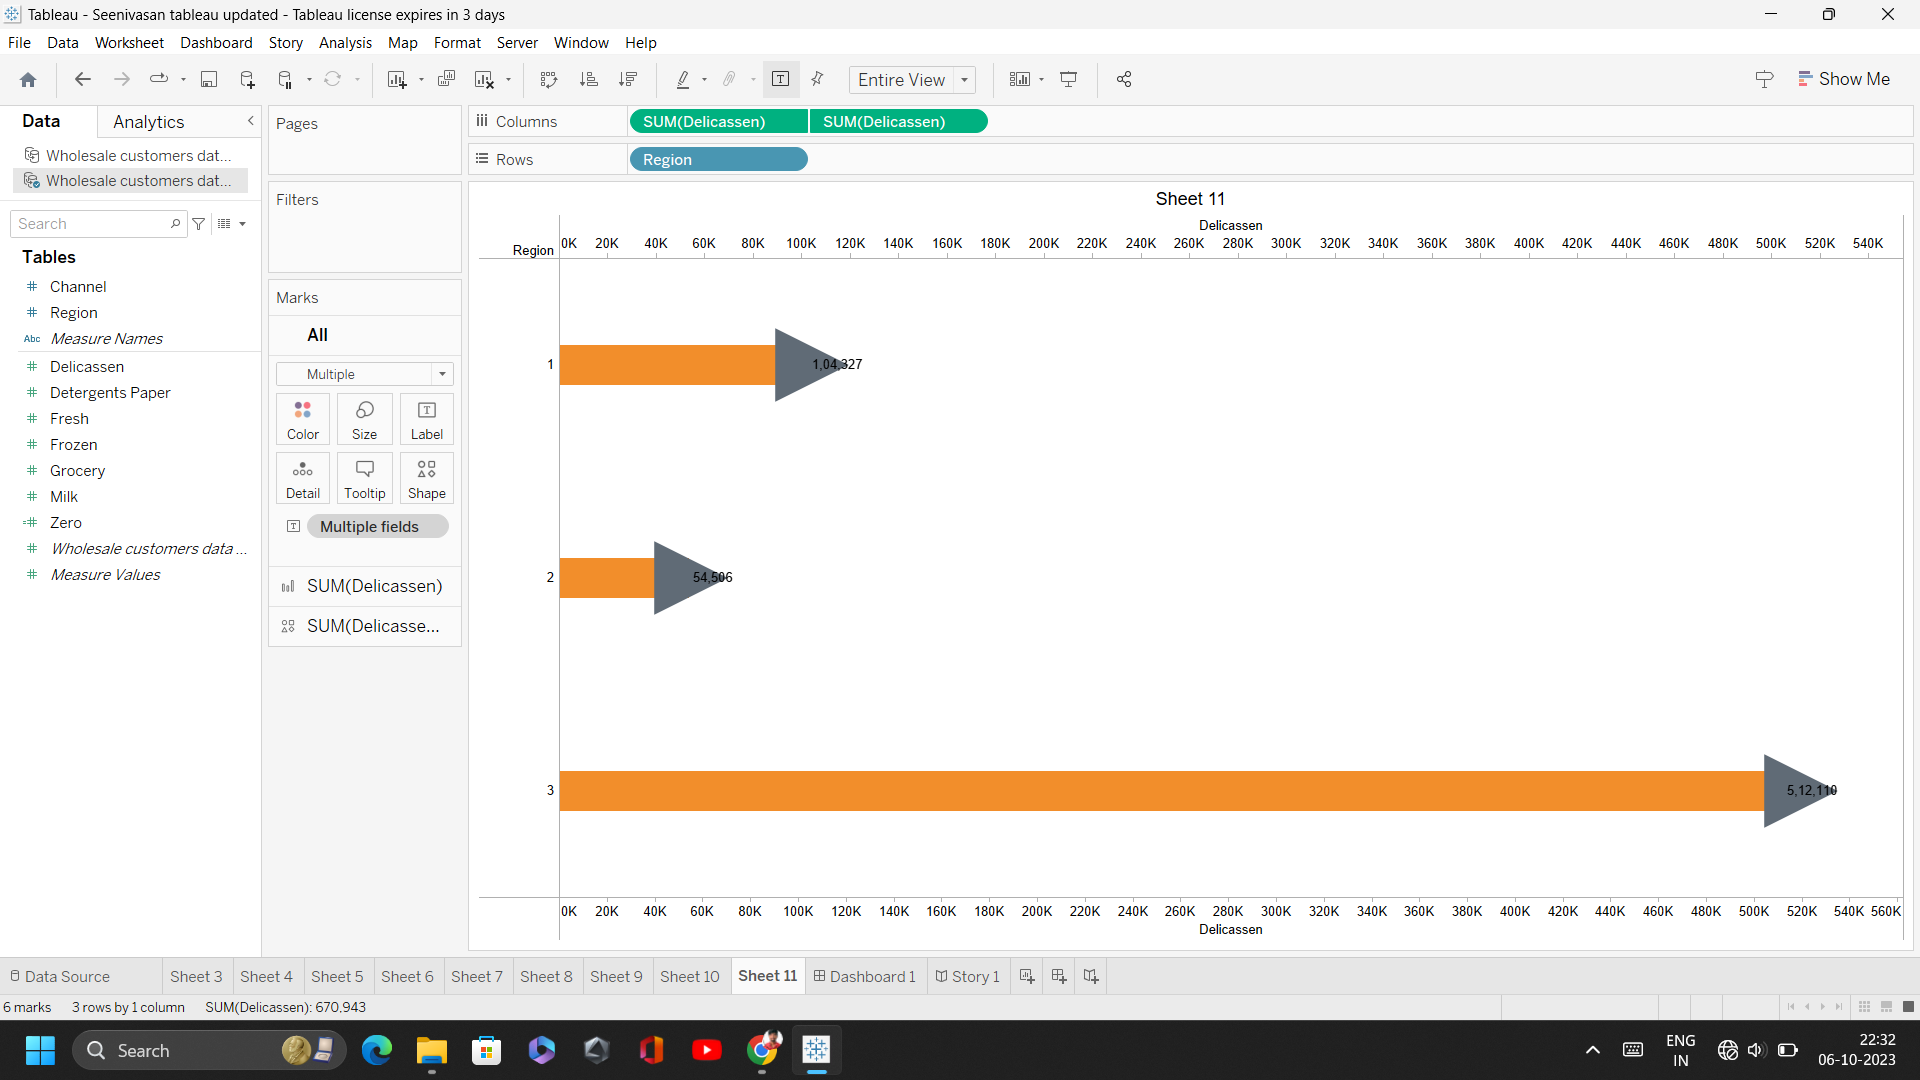 Tableau - Seenivasan tableau updated - Tableau license expires in 3 days
File Data Worksheet Dashboard Story Analysis Map Format Server Window Help
Entire View
Show Me
Data Analytics
Wholesale customers dat...
Wholesale customers dat...
Search
Tables
Channel
Region
Abc Measure Names
Delicassen
Detergents Paper
Fresh
Frozen
Grocery
Milk
Zero
Wholesale customers data ...
Measure Values
Pages
Filters
Marks
All
Multiple
Color Size Label
Detail Tooltip Shape
Multiple fields
SUM(Delicassen)
SUM(Delicasse...
Columns SUM(Delicassen) SUM(Delicassen)
Rows Region
Sheet 11
Delicassen
Region 0K 20K 40K 60K 80K 100K 120K 140K 160K 180K 200K 220K 240K 260K 280K 300K 320K 340K 360K 380K 400K 420K 440K 460K 480K 500K 520K 540K
1 1,04,327
2 54,506
3 5,12,110
0K 20K 40K 60K 80K 100K 120K 140K 160K 180K 200K 220K 240K 260K 280K 300K 320K 340K 360K 380K 400K 420K 440K 460K 480K 500K 520K 540K 560K
Delicassen
Data Source Sheet 3 Sheet 4 Sheet 5 Sheet 6 Sheet 7 Sheet 8 Sheet 9 Sheet 10 Sheet 11 Dashboard 1 Story 1
6 marks 3 rows by 1 column SUM(Delicassen): 670,943
Search
ENG
IN
22:32
06-10-2023